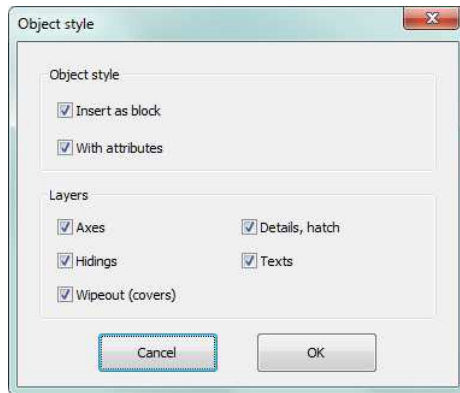 Object style
Object style
Insert as block
With attributes
Layers
Axes
Details, hatch
Hidings
Texts
Wipeout (covers)
Cancel
OK